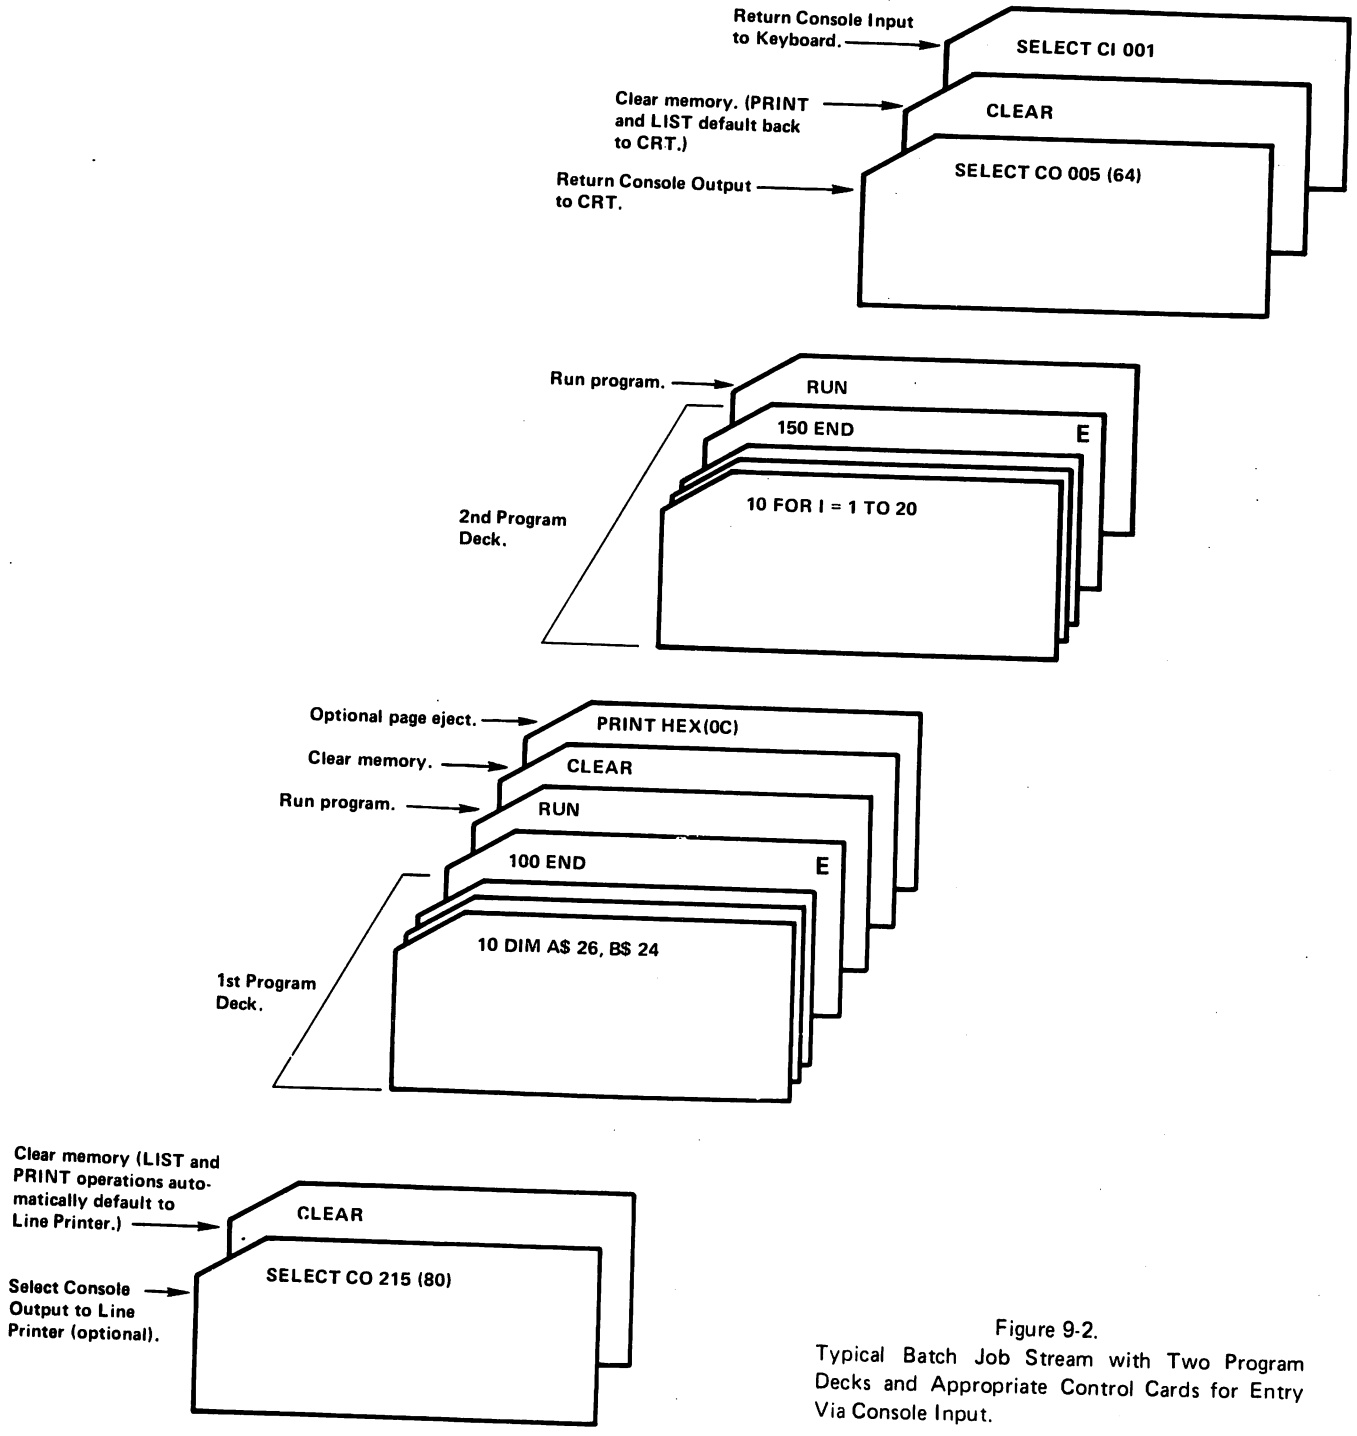 Return Console Input
to Keyboard.
SELECT CI 001
Clear memory. (PRINT
and LIST default back
to CRT.)
CLEAR
Return Console Output
to CRT.
SELECT CO 005 (64)
Run program.
RUN
150 END
E
10 FOR I = 1 TO 20
2nd Program
Deck.
Optional page eject.
PRINT HEX(0C)
Clear memory.
CLEAR
Run program.
RUN
100 END
E
10 DIM A$ 26, B$ 24
1st Program
Deck.
Clear memory (LIST and
PRINT operations auto-
matically default to
Line Printer.)
CLEAR
Select Console
Output to Line
Printer (optional).
SELECT CO 215 (80)
Figure 9-2.
Typical Batch Job Stream with Two Program
Decks and Appropriate Control Cards for Entry
Via Console Input.